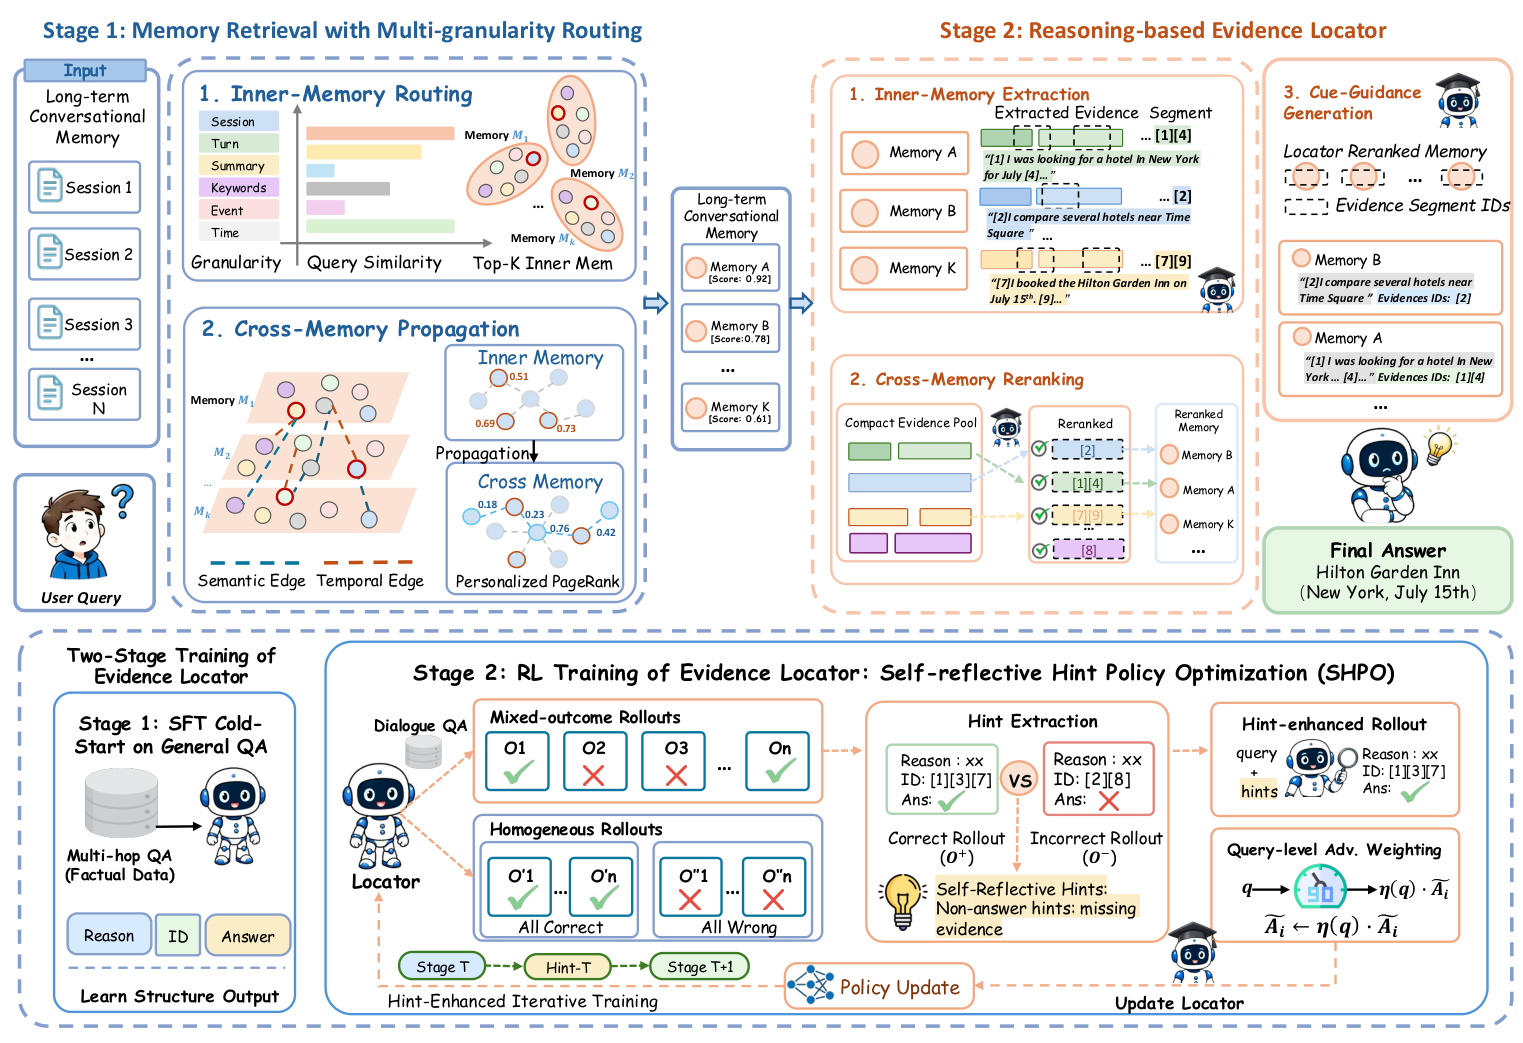 Stage 1: Memory Retrieval with Multi-granularity Routing
Input
Long-term
Conversational
Memory
Session 1
Session 2
Session 3
...
Session
N
User Query
1. Inner-Memory Routing
Session
Turn
Summary
Keywords
Event
Time
Granularity
Query Similarity
Top-K Inner Mem
Memory M1
Memory M2
...
Memory Mk
2. Cross-Memory Propagation
Memory M1
M2
...
Mk
Semantic Edge
Temporal Edge
Inner Memory
0.51
0.69
0.73
Propagation
Cross Memory
0.18
0.23
0.76
0.42
Personalized PageRank
Long-term
Conversational
Memory
Memory A
[Score: 0.92]
Memory B
[Score:0.78]
...
Memory K
[Score: 0.61]
Stage 2: Reasoning-based Evidence Locator
1. Inner-Memory Extraction
Extracted Evidence Segment
Memory A
... [1][4]
“[1] I was looking for a hotel In New York
for July [4]...”
Memory B
... [2]
“[2]I compare several hotels near Time
Square ”
...
Memory K
... [7][9]
“[7]I booked the Hilton Garden Inn on
July 15th. [9]...”
2. Cross-Memory Reranking
Compact Evidence Pool
Reranked
[2]
[1][4]
[7][9]
...
[8]
Reranked
Memory
Memory B
Memory A
Memory K
...
3. Cue-Guidance
Generation
Locator Reranked Memory
...
Evidence Segment IDs
Memory B
“[2]I compare several hotels near
Time Square ” Evidences IDs: [2]
Memory A
“[1] I was looking for a hotel In New
York ... [4]...” Evidences IDs: [1][4]
...
Final Answer
Hilton Garden Inn
(New York, July 15th)
Two-Stage Training of
Evidence Locator
Stage 1: SFT Cold-
Start on General QA
Multi-hop QA
(Factual Data)
Reason
ID
Answer
Learn Structure Output
Stage 2: RL Training of Evidence Locator: Self-reflective Hint Policy Optimization (SHPO)
Dialogue QA
Locator
Mixed-outcome Rollouts
O1
O2
O3
...
On
Homogeneous Rollouts
O'1
...
O'n
All Correct
O''1
...
O''n
All Wrong
Stage T
Hint-T
Stage T+1
Hint-Enhanced Iterative Training
Hint Extraction
Reason : xx
ID: [1][3][7]
Ans:
VS
Reason : xx
ID: [2][8]
Ans:
Correct Rollout
(O⁺)
Incorrect Rollout
(O⁻)
Self-Reflective Hints:
Non-answer hints: missing
evidence
Hint-enhanced Rollout
query
+
hints
Reason : xx
ID: [1][3][7]
Ans:
Query-level Adv. Weighting
q
90
η(q) · Ãᵢ
Ãᵢ ← η(q) · Ãᵢ
Policy Update
Update Locator